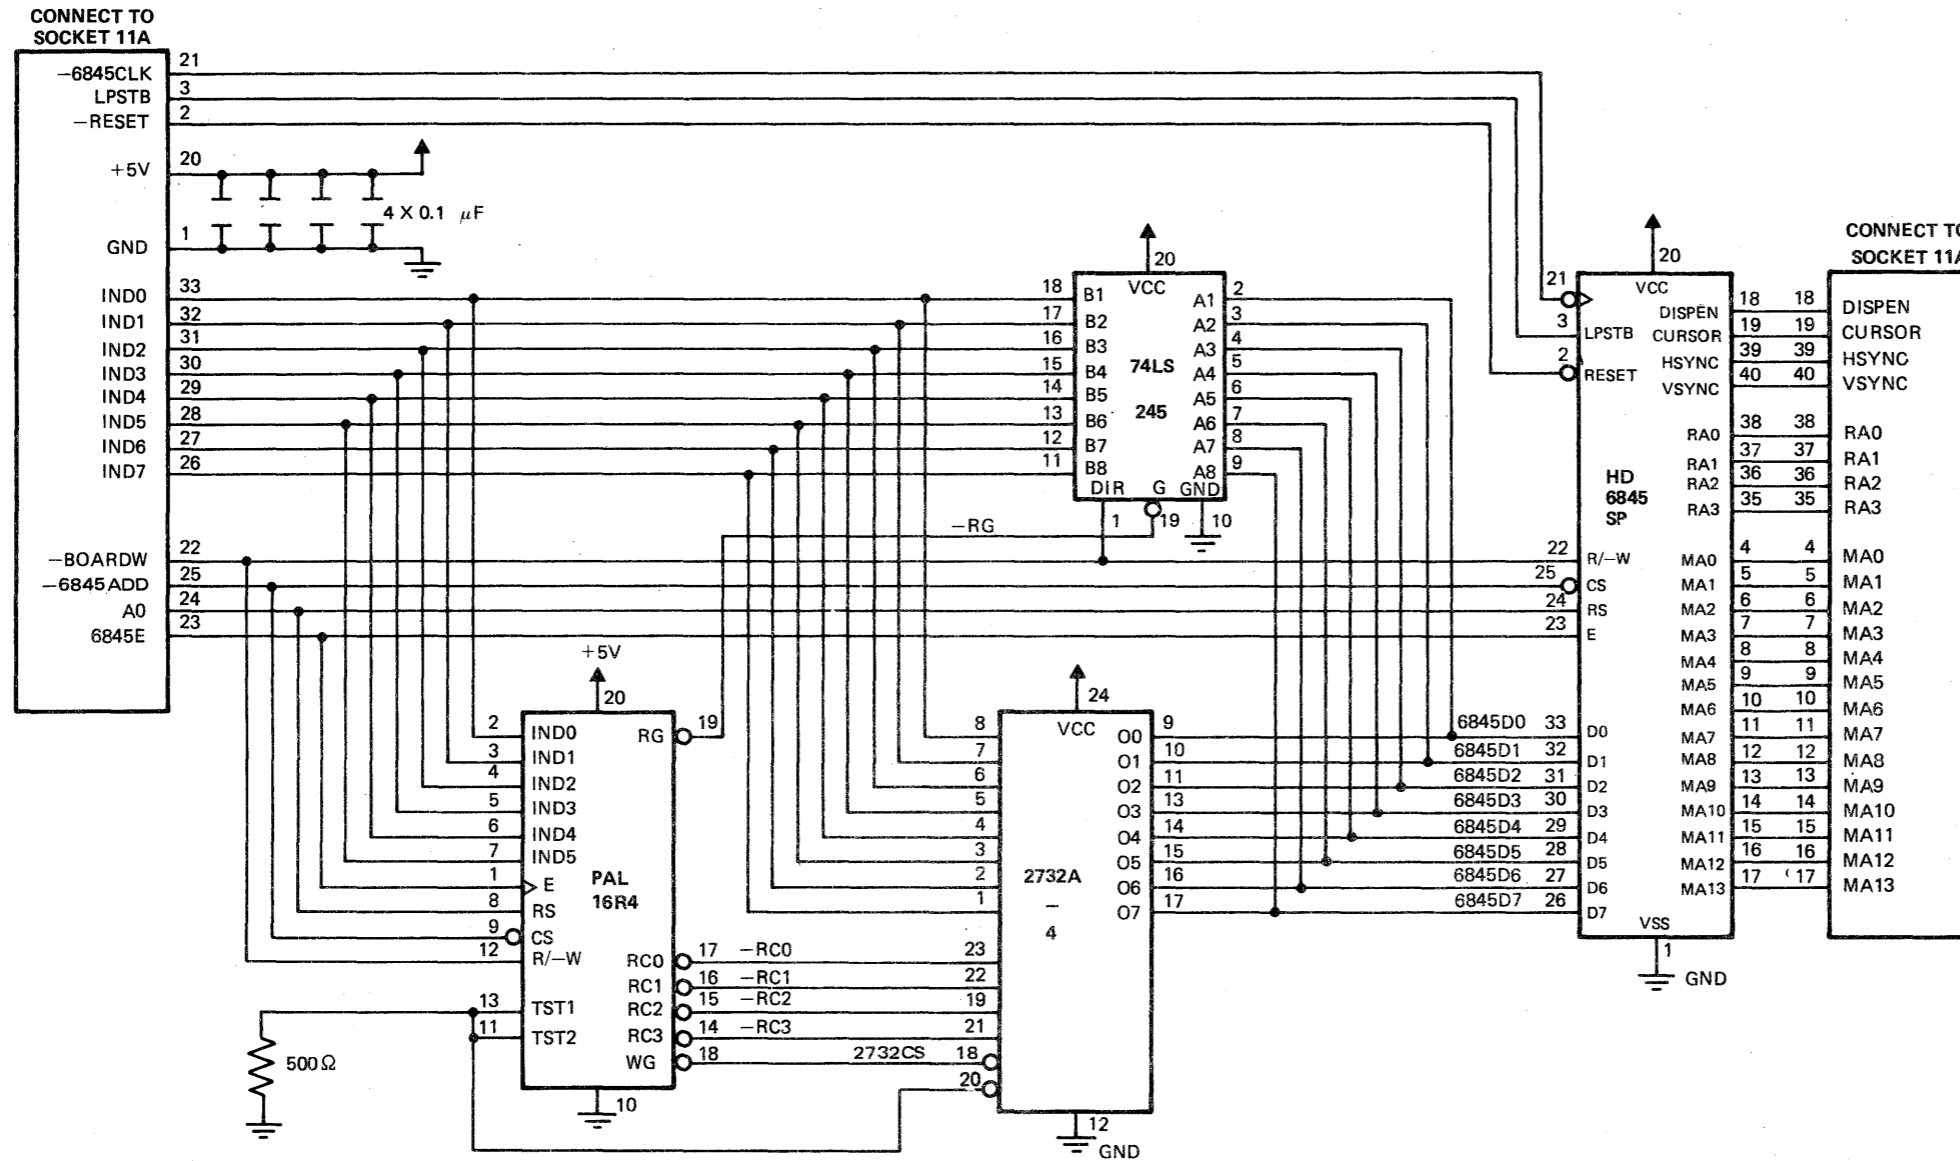 CONNECT TO
SOCKET 11A
−6845CLK 21
LPSTB 3
−RESET 2
+5V 20
4 X 0.1 µF
GND 1
IND0 33
IND1 32
IND2 31
IND3 30
IND4 29
IND5 28
IND6 27
IND7 26
−BOARDW 22
−6845ADD 25
A0 24
6845E 23
20
VCC
18 B1 A1 2
17 B2 A2 3
16 B3 A3 4
15 B4 A4 5
14 B5 A5 6
13 B6 A6 7
12 B7 A7 8
11 B8 A8 9
74LS
245
DIR G GND
1 19 10
−RG
+5V
20
2 IND0 RG 19
3 IND1
4 IND2
5 IND3
6 IND4
7 IND5
1 E
8 RS
9 CS
12 R/−W
PAL
16R4
RC0 17 −RC0 23
RC1 16 −RC1 22
RC2 15 −RC2 19
RC3 14 −RC3 21
WG 18 2732CS 18
20
13 TST1
11 TST2
500Ω
10
24
VCC
8 O0 9 6845D0 33 D0
7 O1 10 6845D1 32 D1
6 O2 11 6845D2 31 D2
5 O3 13 6845D3 30 D3
4 O4 14 6845D4 29 D4
3 O5 15 6845D5 28 D5
2 O6 16 6845D6 27 D6
1 O7 17 6845D7 26 D7
2732A
–
4
12
GND
20
VCC
21
3 LPSTB
2 RESET
HD
6845
SP
22 R/−W
25 CS
24 RS
23 E
VSS
1
GND
CONNECT TO
SOCKET 11A
DISPEN 18 18 DISPEN
CURSOR 19 19 CURSOR
HSYNC 39 39 HSYNC
VSYNC 40 40 VSYNC
RA0 38 38 RA0
RA1 37 37 RA1
RA2 36 36 RA2
RA3 35 35 RA3
MA0 4 4 MA0
MA1 5 5 MA1
MA2 6 6 MA2
MA3 7 7 MA3
MA4 8 8 MA4
MA5 9 9 MA5
MA6 10 10 MA6
MA7 11 11 MA7
MA8 12 12 MA8
MA9 13 13 MA9
MA10 14 14 MA10
MA11 15 15 MA11
MA12 16 16 MA12
MA13 17 17 MA13